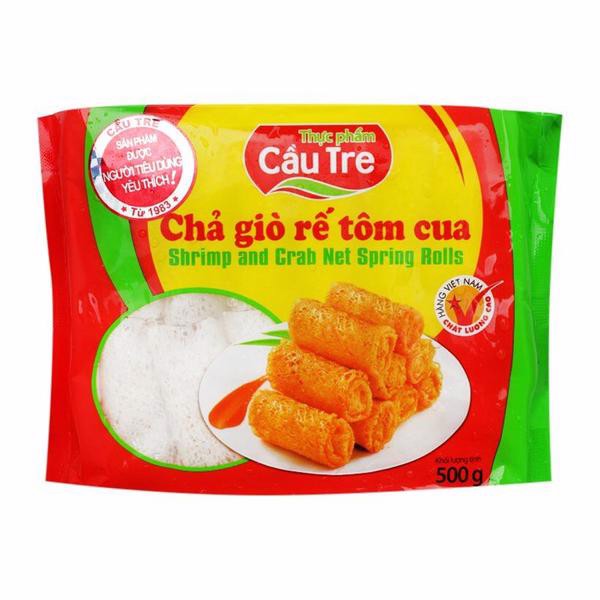 CẦU TRE
SẢN PHẨM
ĐƯỢC
NGƯỜI TIÊU DÙNG
YÊU THÍCH!
TỪ 1983
Thực phẩm
Cầu Tre
Chả giò rế tôm cua
Shrimp and Crab Net Spring Rolls
HÀNG VIỆT NAM
CHẤT LƯỢNG CAO
Khối lượng tịnh
500 g